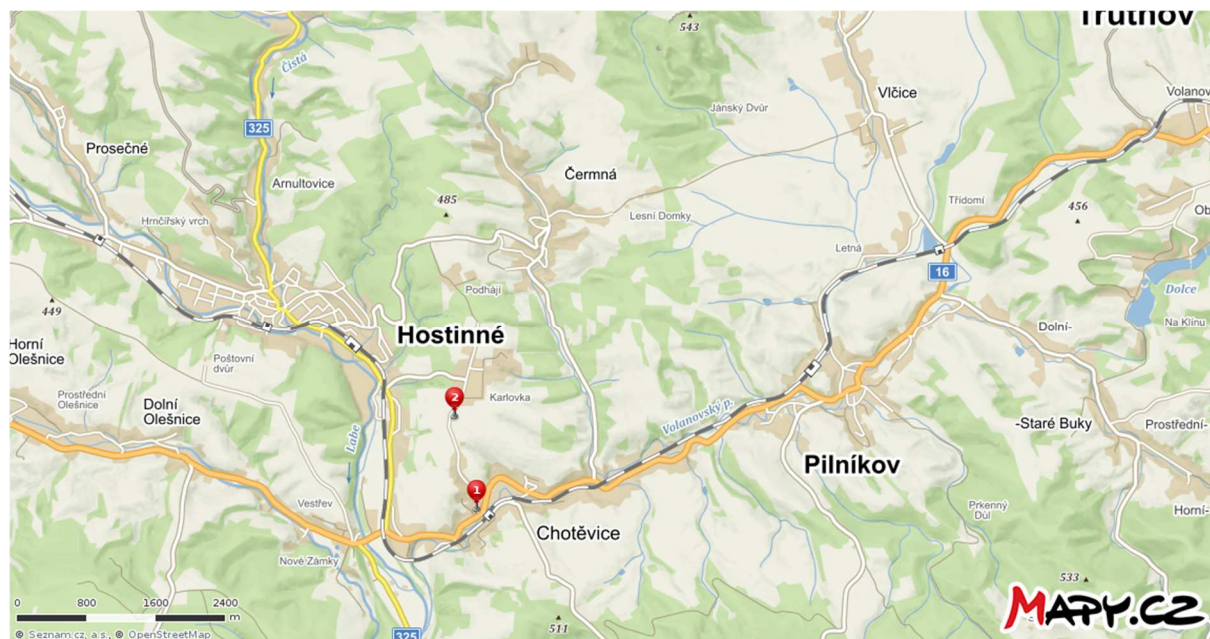 Trutnov
543
Čistá
Jánský Dvůr
Vlčice
Volanov
325
Prosečné
Arnultovice
Čermná
Třídomí
456
485
Hrnčířský vrch
Lesní Domky
Ob
Letná
16
Podhájí
Dolce
449
Hostinné
Dolní-
Na Klínu
Horní
Olešnice
Poštovní
dvůr
2
Karlovka
Prostřední
Olešnice
Dolní
Olešnice
Labe
Volanovský p.
-Staré Buky
Prostřední-
Pilníkov
1
Vestřev
Prkenný
Důl
Horní-
Chotěvice
Nové Zámky
533
0 800 1600 2400
m
511
325
MAPY.CZ
© Seznam.cz, a.s., © OpenStreetMap